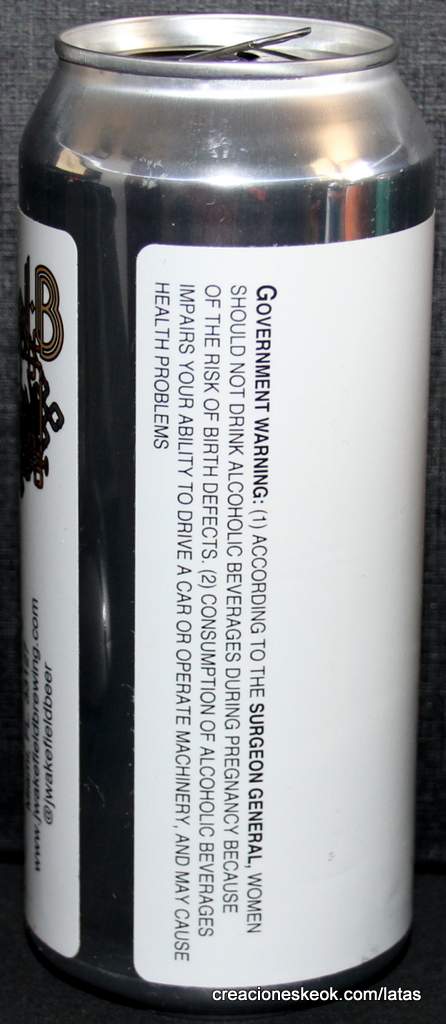 GOVERNMENT WARNING: (1) ACCORDING TO THE SURGEON GENERAL, WOMEN
SHOULD NOT DRINK ALCOHOLIC BEVERAGES DURING PREGNANCY BECAUSE
OF THE RISK OF BIRTH DEFECTS. (2) CONSUMPTION OF ALCOHOLIC BEVERAGES
IMPAIRS YOUR ABILITY TO DRIVE A CAR OR OPERATE MACHINERY, AND MAY CAUSE
HEALTH PROBLEMS
@jwakefieldbeer
www.jwakefieldbrewing.com
creacioneskeok.com/latas